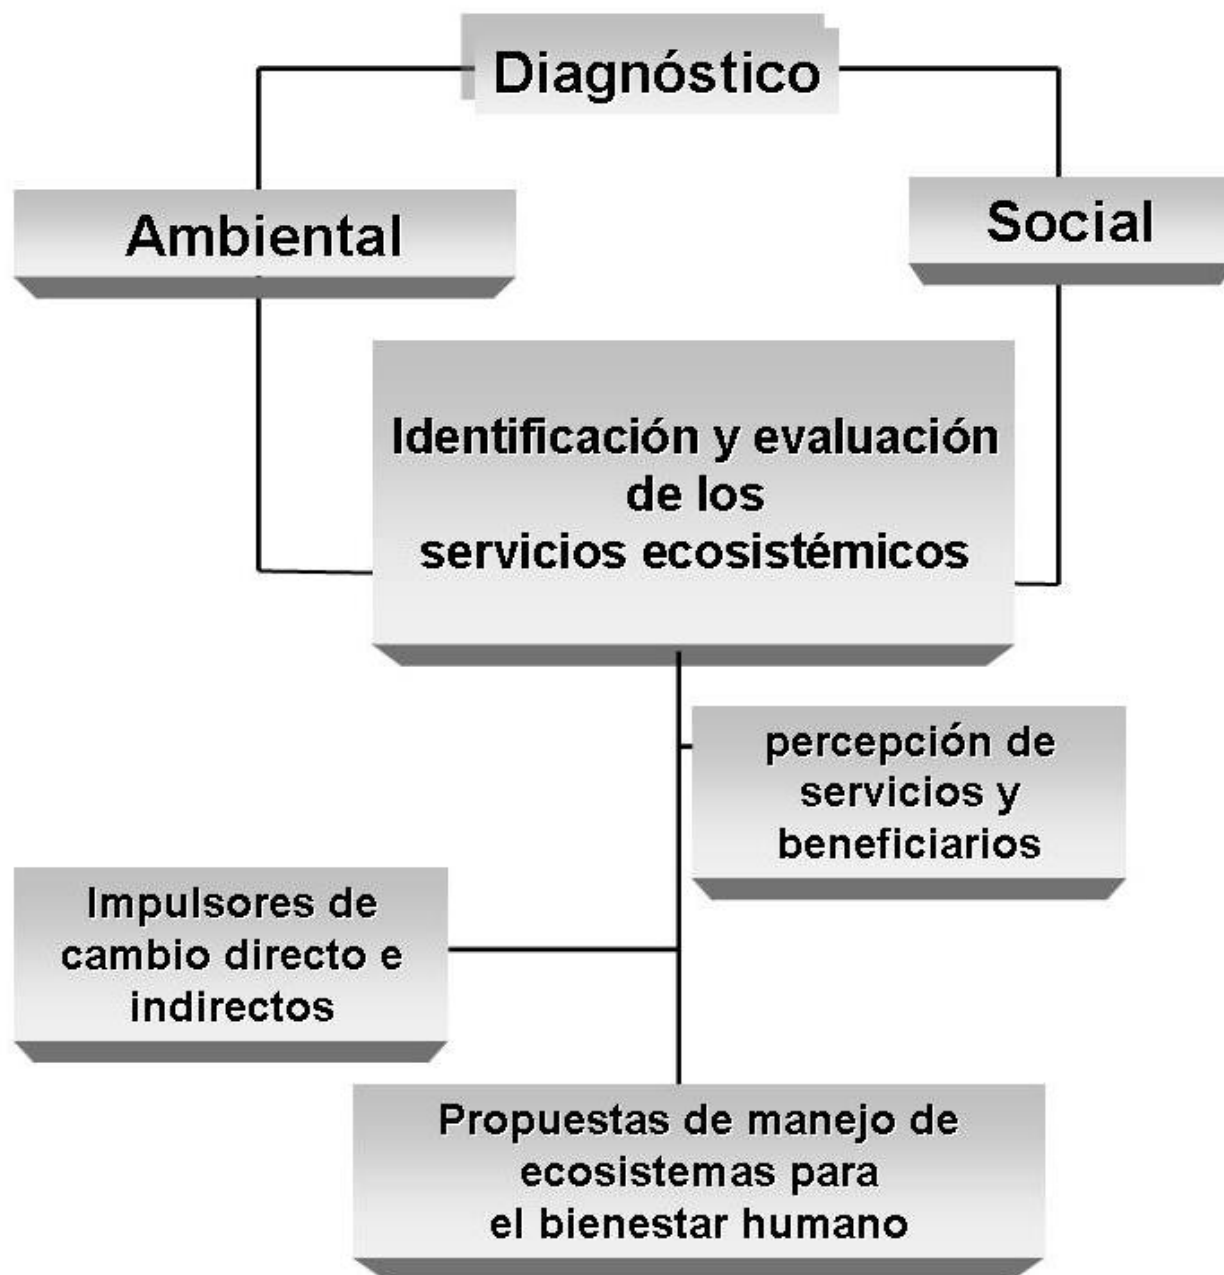 Diagnóstico
Ambiental
Social
Identificación y evaluación
de los
servicios ecosistémicos
percepción de
servicios y
beneficiarios
Impulsores de
cambio directo e
indirectos
Propuestas de manejo de
ecosistemas para
el bienestar humano